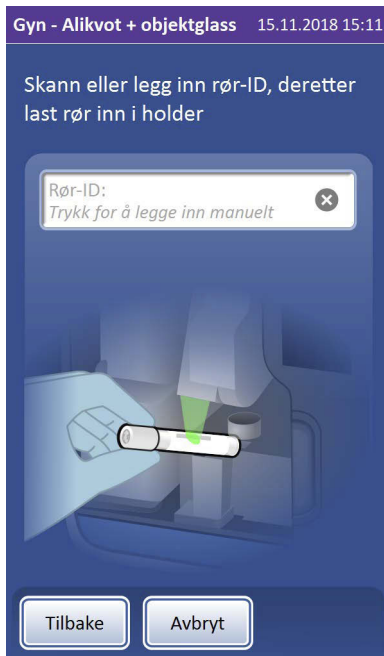 Gyn - Alikvot + objektglass 15.11.2018 15:11
Skann eller legg inn rør-ID, deretter
last rør inn i holder
Rør-ID:
Trykk for å legge inn manuelt
Tilbake
Avbryt